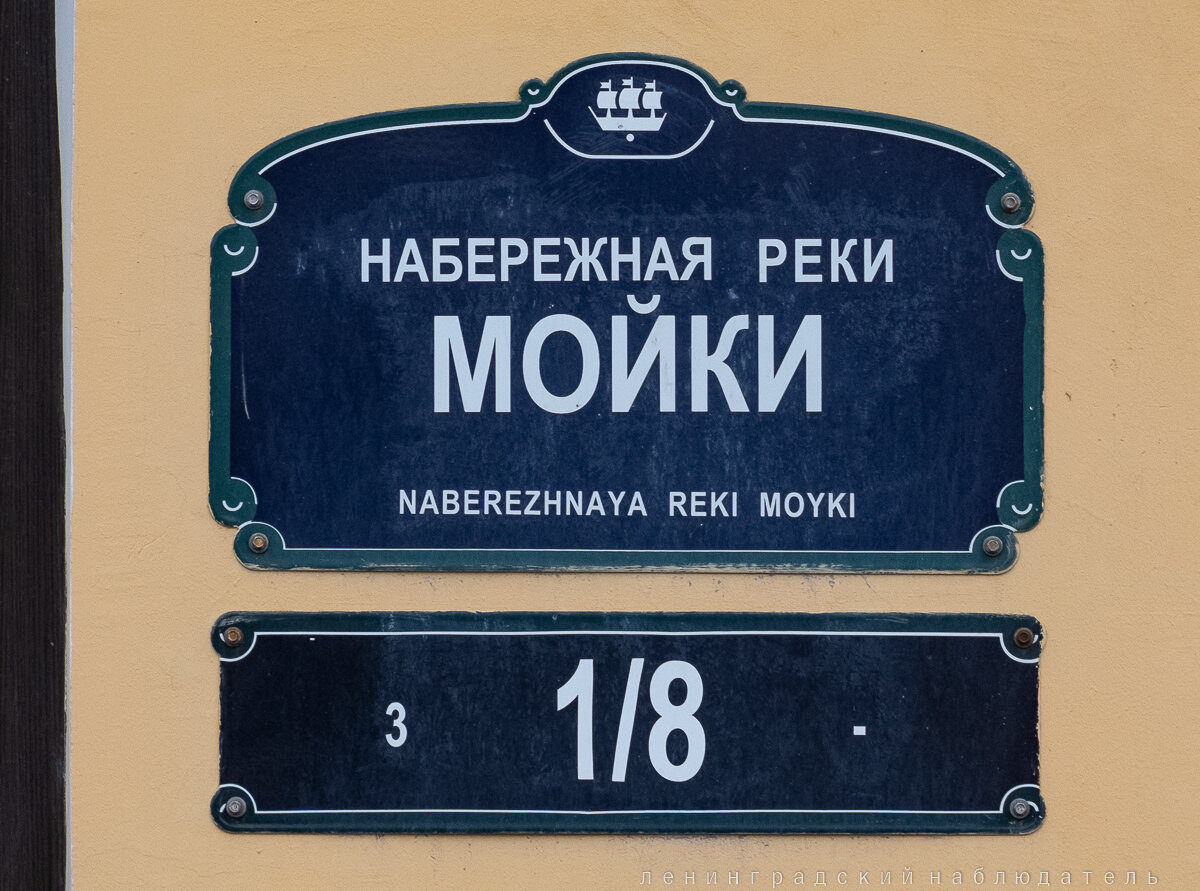 НАБЕРЕЖНАЯ РЕКИ
МОЙКИ
NABEREZHNAYA REKI MOYKI
3 1/8 -
ленинградский наблюдатель